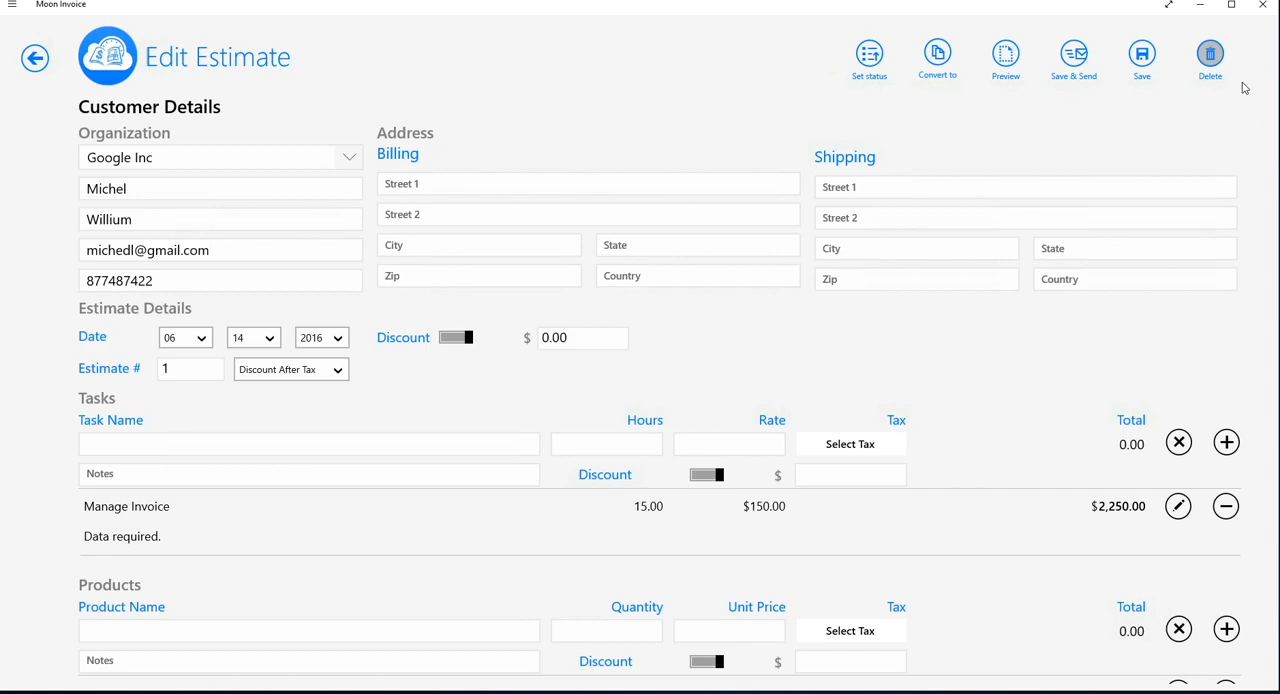 Moon Invoice
Edit Estimate
Set status
Convert to
Preview
Save & Send
Save
Delete
Customer Details
Organization
Google Inc
Michel
Willium
michedl@gmail.com
877487422
Address
Billing
Street 1
Street 2
City State
Zip Country
Shipping
Street 1
Street 2
City State
Zip Country
Estimate Details
Date 06 14 2016 Discount $ 0.00
Estimate # 1 Discount After Tax
Tasks
Task Name Hours Rate Tax Total
Select Tax 0.00
Notes Discount $
Manage Invoice 15.00 $150.00 $2,250.00
Data required.
Products
Product Name Quantity Unit Price Tax Total
Select Tax 0.00
Notes Discount $